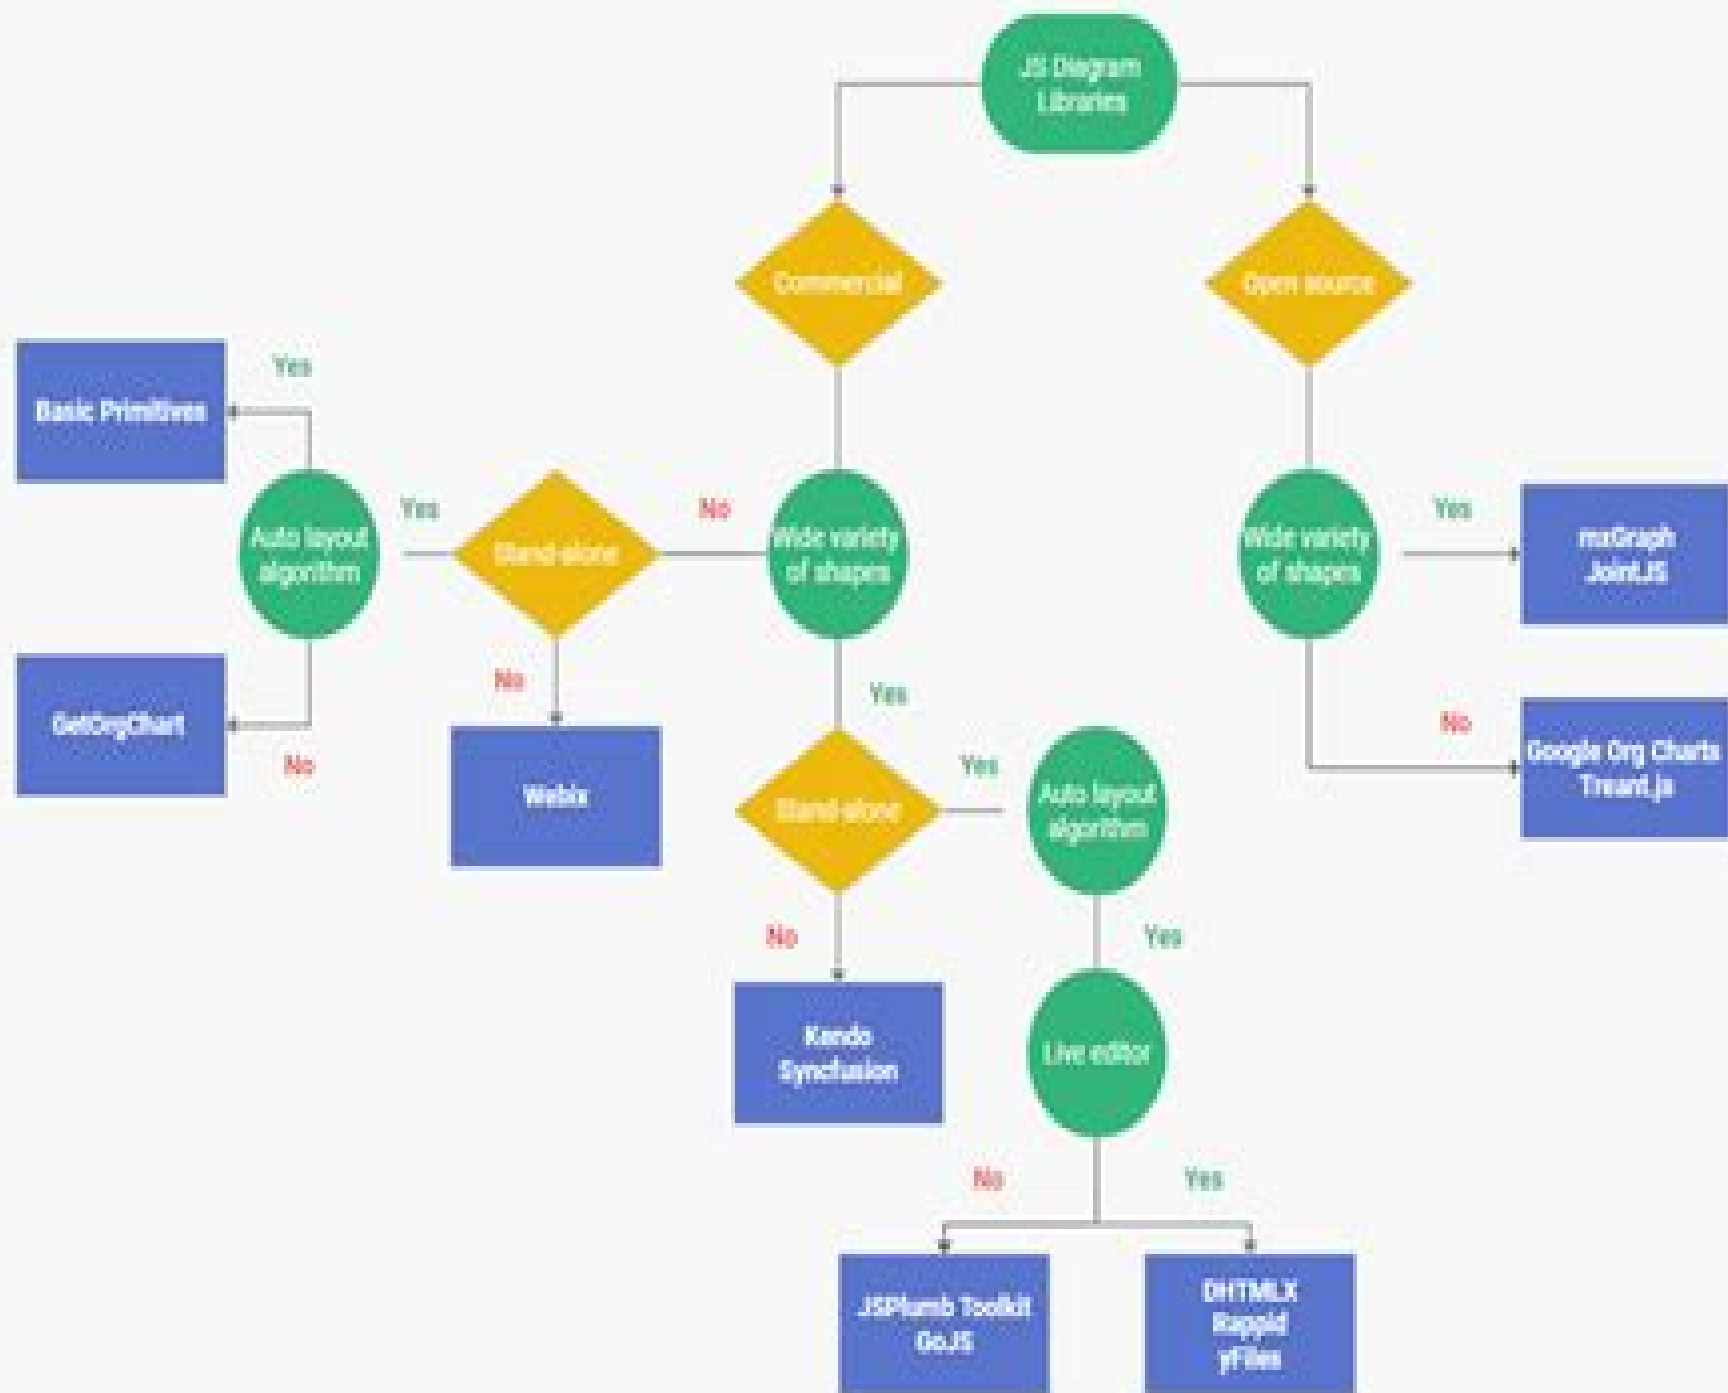 JS Diagram
Libraries
Commercial
Open source
Yes
Basic Primitives
Auto layout
algorithm
Yes
Stand-alone
No
Wide variety
of shapes
Wide variety
of shapes
Yes
mxGraph
JointJS
GetOrgChart
No
No
Webix
Yes
Stand-alone
Yes
Auto layout
algorithm
No
Google Org Charts
Treant.js
No
Yes
Kendo
Syncfusion
Live editor
No
Yes
JSPlumb Toolkit
GoJS
DHTMLX
Rappid
yFiles